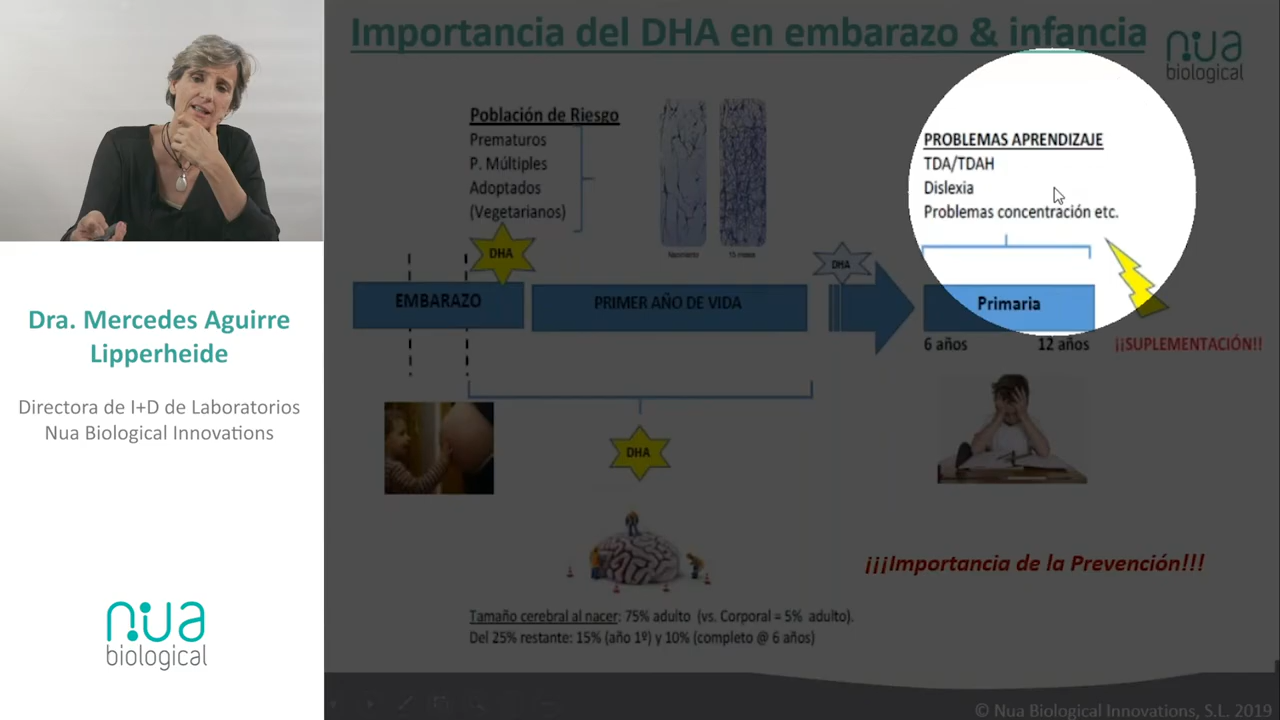 Dra. Mercedes Aguirre
Lipperheide
Directora de I+D de Laboratorios
Nua Biological Innovations
nua
biological
Importancia del DHA en embarazo & infancia
nua
biological
Población de Riesgo
Prematuros
P. Múltiples
Adoptados
(Vegetarianos)
Neonato
15 meses
PROBLEMAS APRENDIZAJE
TDA/TDAH
Dislexia
Problemas concentración etc.
DHA
DHA
EMBARAZO
PRIMER AÑO DE VIDA
Primaria
6 años
12 años
¡¡SUPLEMENTACIÓN!!
DHA
¡¡¡Importancia de la Prevención!!!
Tamaño cerebral al nacer: 75% adulto (vs. Corporal = 5% adulto).
Del 25% restante: 15% (año 1º) y 10% (completo @ 6 años)
© Nua Biological Innovations, S.L. 2019